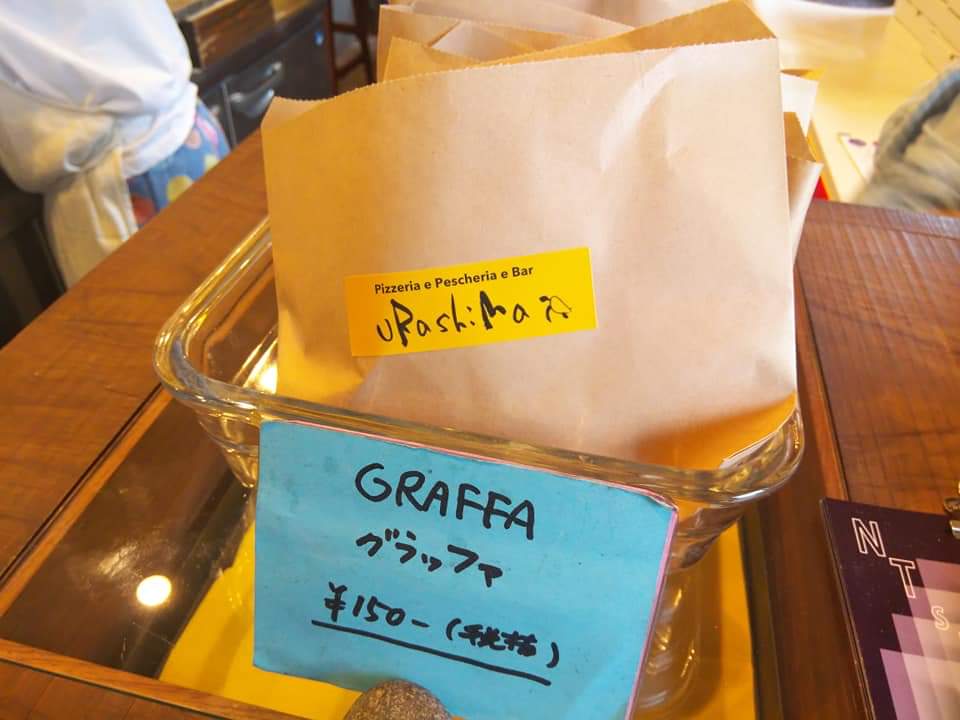 Pizzeria e Pescheria e Bar
uRashiMa
GRAFFA
グラッファ
¥150-(税抜)
N
T
S